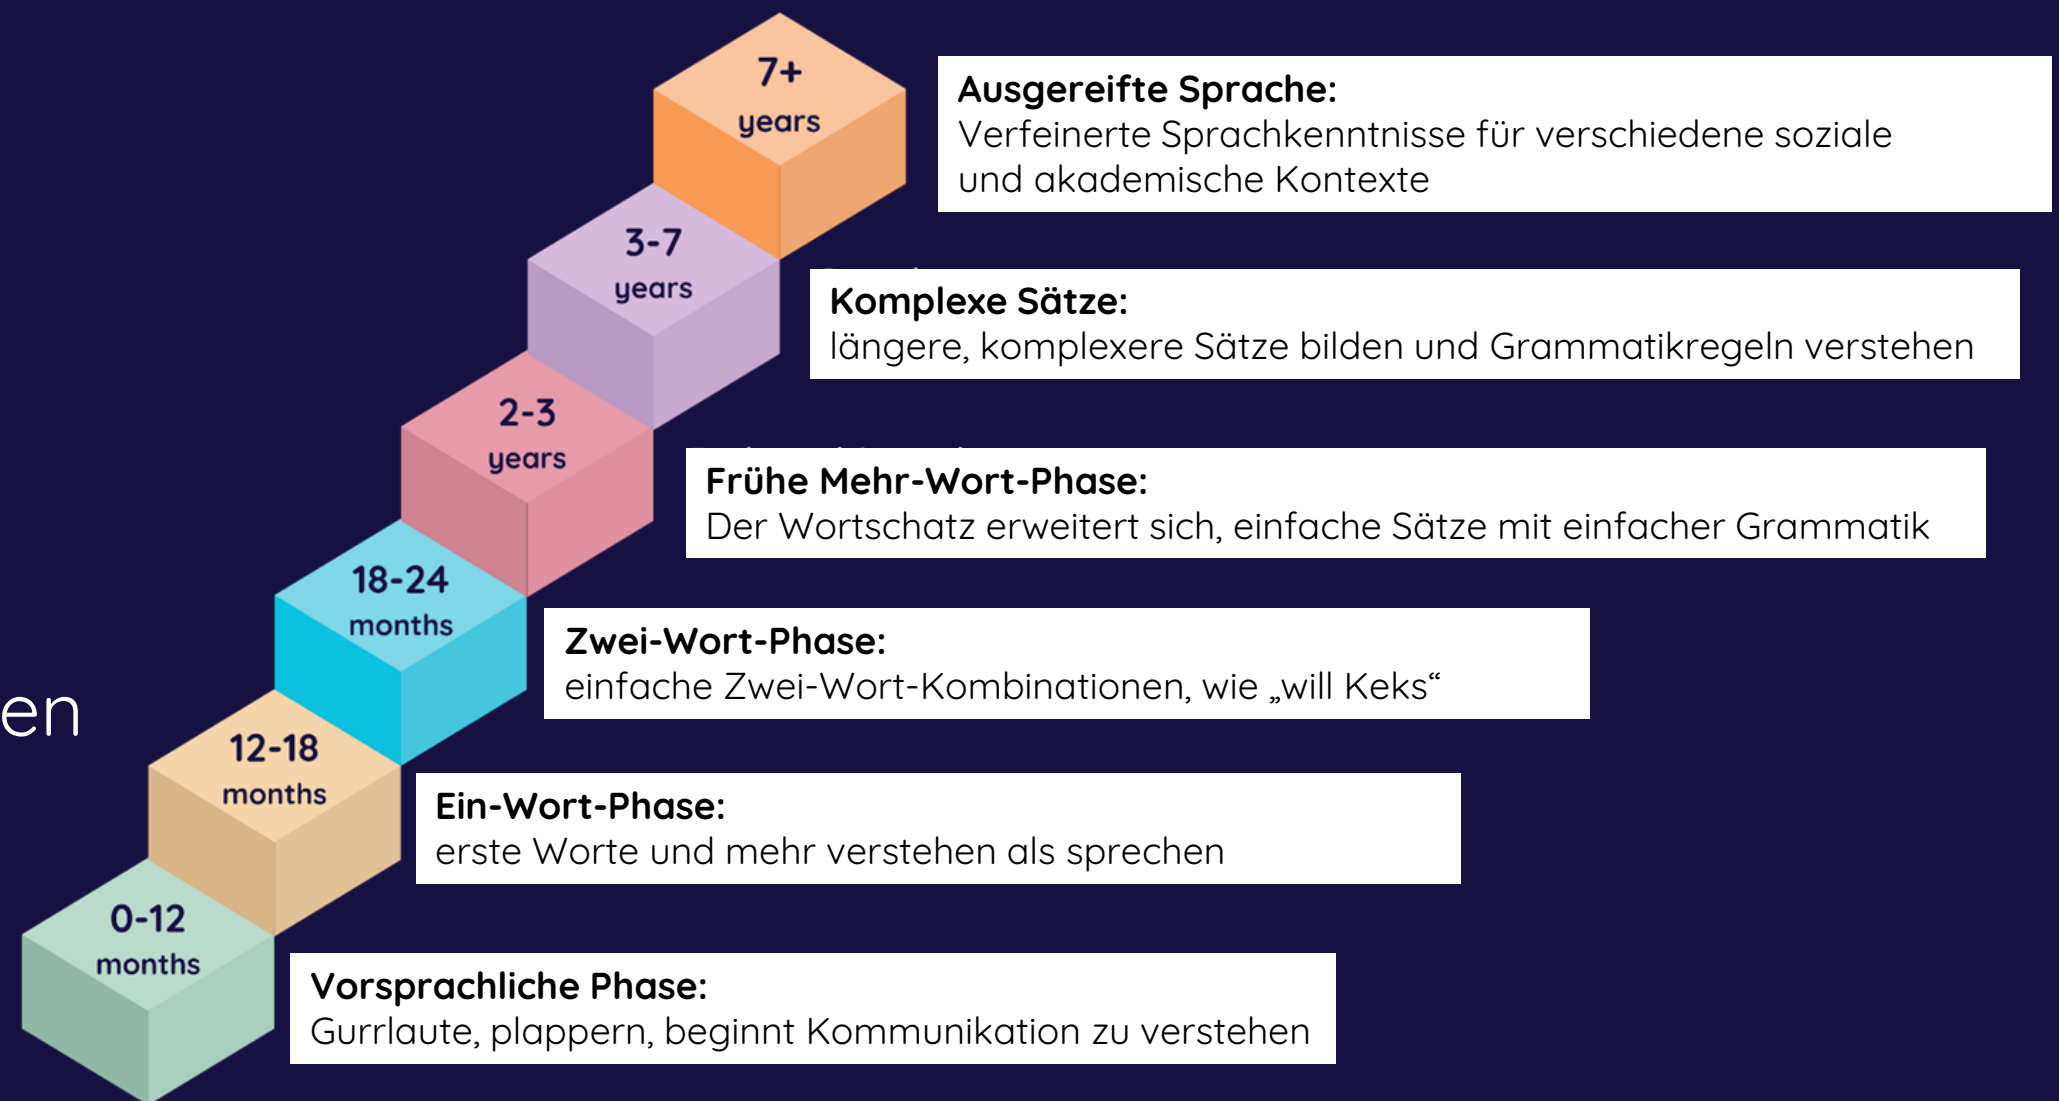 7+
years
Ausgereifte Sprache:
Verfeinerte Sprachkenntnisse für verschiedene soziale
und akademische Kontexte
3-7
years
Komplexe Sätze:
längere, komplexere Sätze bilden und Grammatikregeln verstehen
2-3
years
Frühe Mehr-Wort-Phase:
Der Wortschatz erweitert sich, einfache Sätze mit einfacher Grammatik
18-24
months
Zwei-Wort-Phase:
einfache Zwei-Wort-Kombinationen, wie „will Keks“
en
12-18
months
Ein-Wort-Phase:
erste Worte und mehr verstehen als sprechen
0-12
months
Vorsprachliche Phase:
Gurrlaute, plappern, beginnt Kommunikation zu verstehen